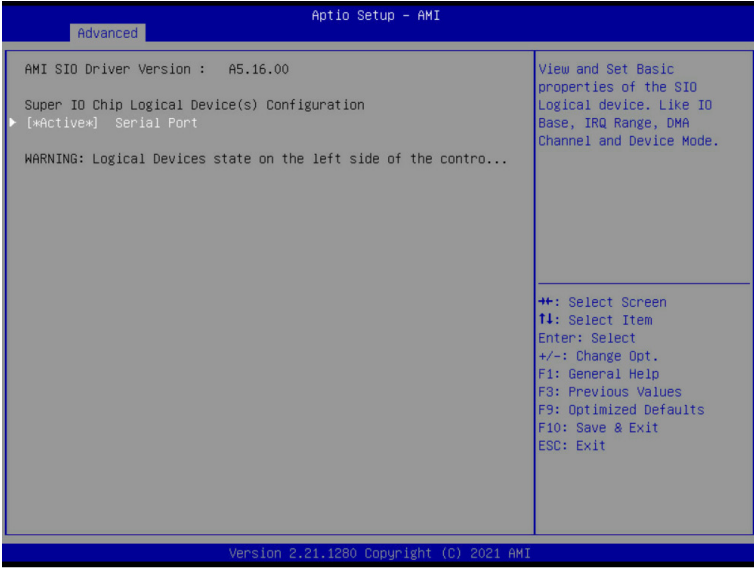 Aptio Setup - AMI
Advanced
AMI SIO Driver Version : A5.16.00
Super IO Chip Logical Device(s) Configuration
[*Active*] Serial Port
WARNING: Logical Devices state on the left side of the contro...
View and Set Basic
properties of the SIO
Logical device. Like IO
Base, IRQ Range, DMA
Channel and Device Mode.
→←: Select Screen
↑↓: Select Item
Enter: Select
+/-: Change Opt.
F1: General Help
F3: Previous Values
F9: Optimized Defaults
F10: Save & Exit
ESC: Exit
Version 2.21.1280 Copyright (C) 2021 AMI